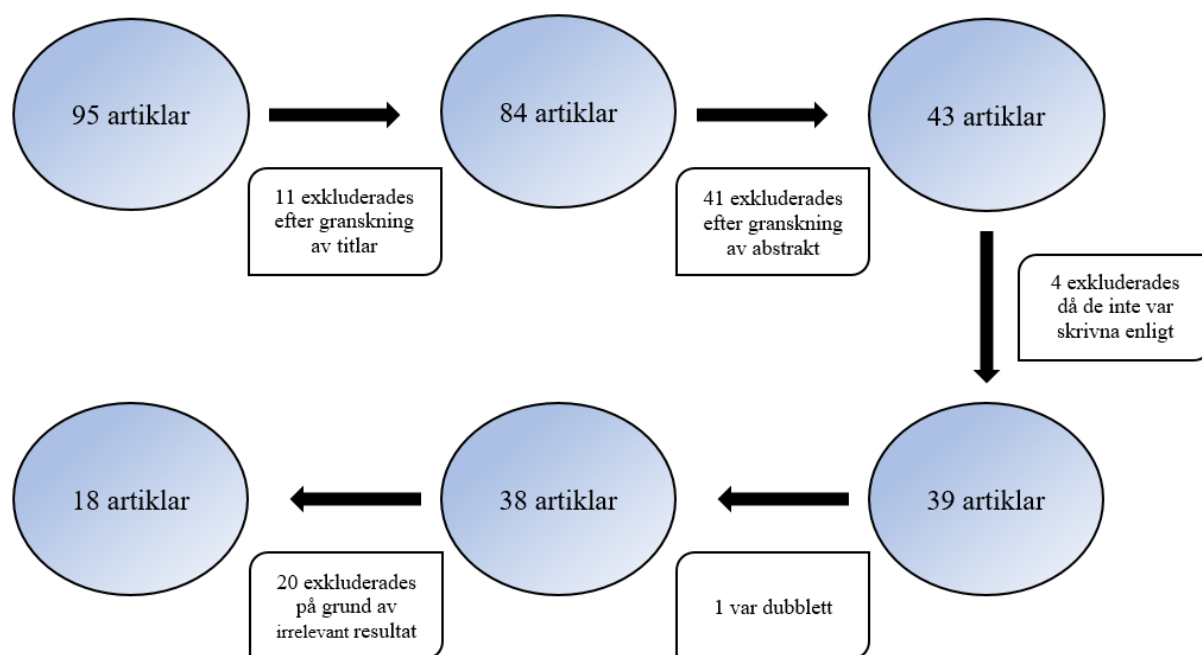 95 artiklar
84 artiklar
43 artiklar
11 exkluderades
efter granskning
av titlar
41 exkluderades
efter granskning
av abstrakt
4 exkluderades
då de inte var
skrivna enligt
39 artiklar
38 artiklar
18 artiklar
1 var dubblett
20 exkluderades
på grund av
irrelevant resultat